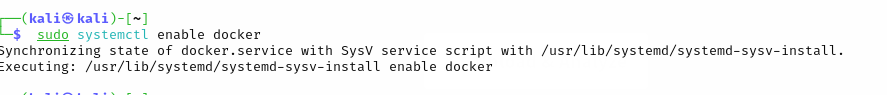 ┌──(kali㉿kali)-[~]
└─$ sudo systemctl enable docker
Synchronizing state of docker.service with SysV service script with /usr/lib/systemd/systemd-sysv-install.
Executing: /usr/lib/systemd/systemd-sysv-install enable docker